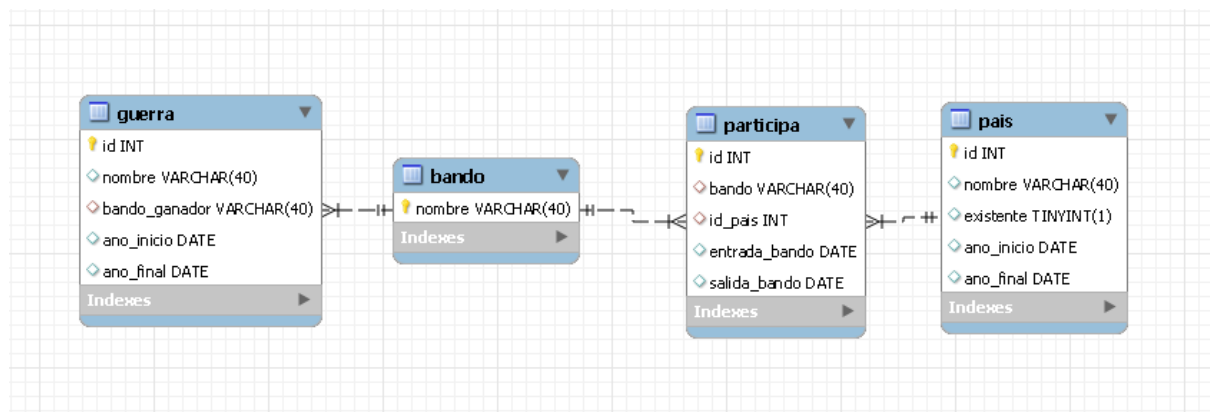 guerra
id INT
nombre VARCHAR(40)
bando_ganador VARCHAR(40)
ano_inicio DATE
ano_final DATE
Indexes
bando
nombre VARCHAR(40)
Indexes
participa
id INT
bando VARCHAR(40)
id_pais INT
entrada_bando DATE
salida_bando DATE
Indexes
pais
id INT
nombre VARCHAR(40)
existente TINYINT(1)
ano_inicio DATE
ano_final DATE
Indexes